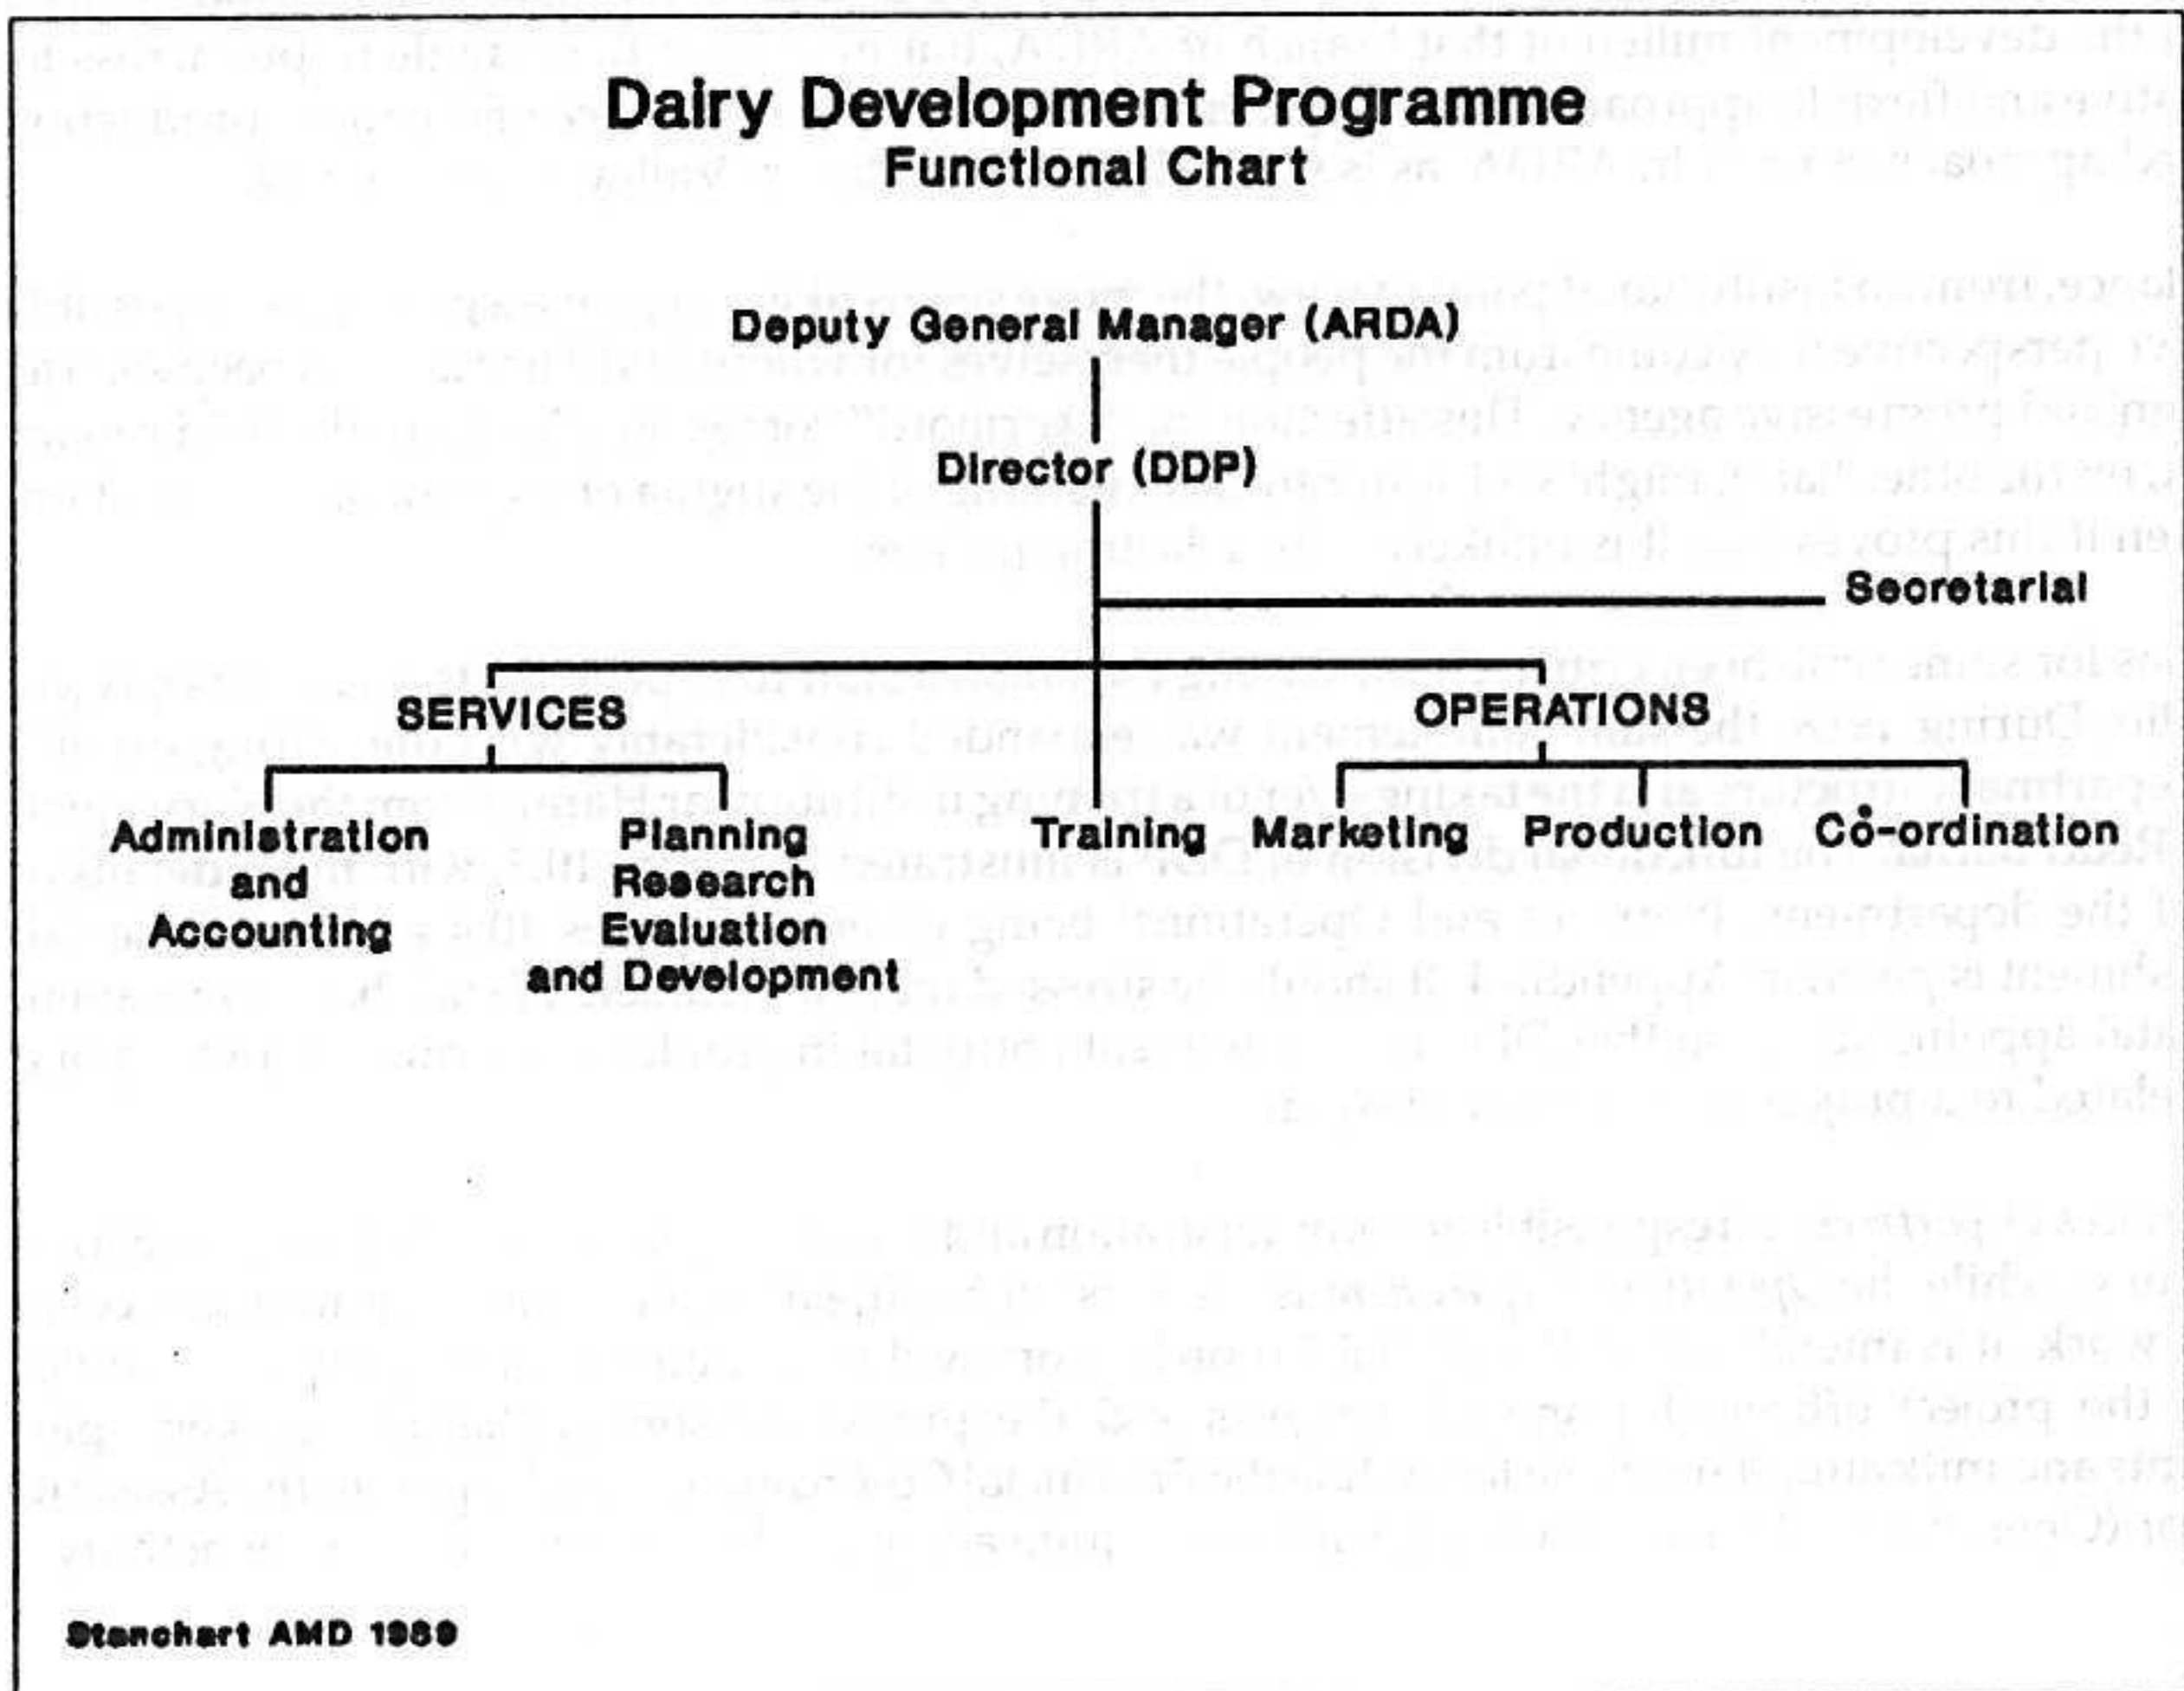 Dairy Development Programme
Functional Chart
Deputy General Manager (ARDA)
Director (DDP)
Secretarial
SERVICES
OPERATIONS
Administration
and
Accounting
Planning
Research
Evaluation
and Development
Training
Marketing
Production
Co-ordination
Stanchart AMD 1989